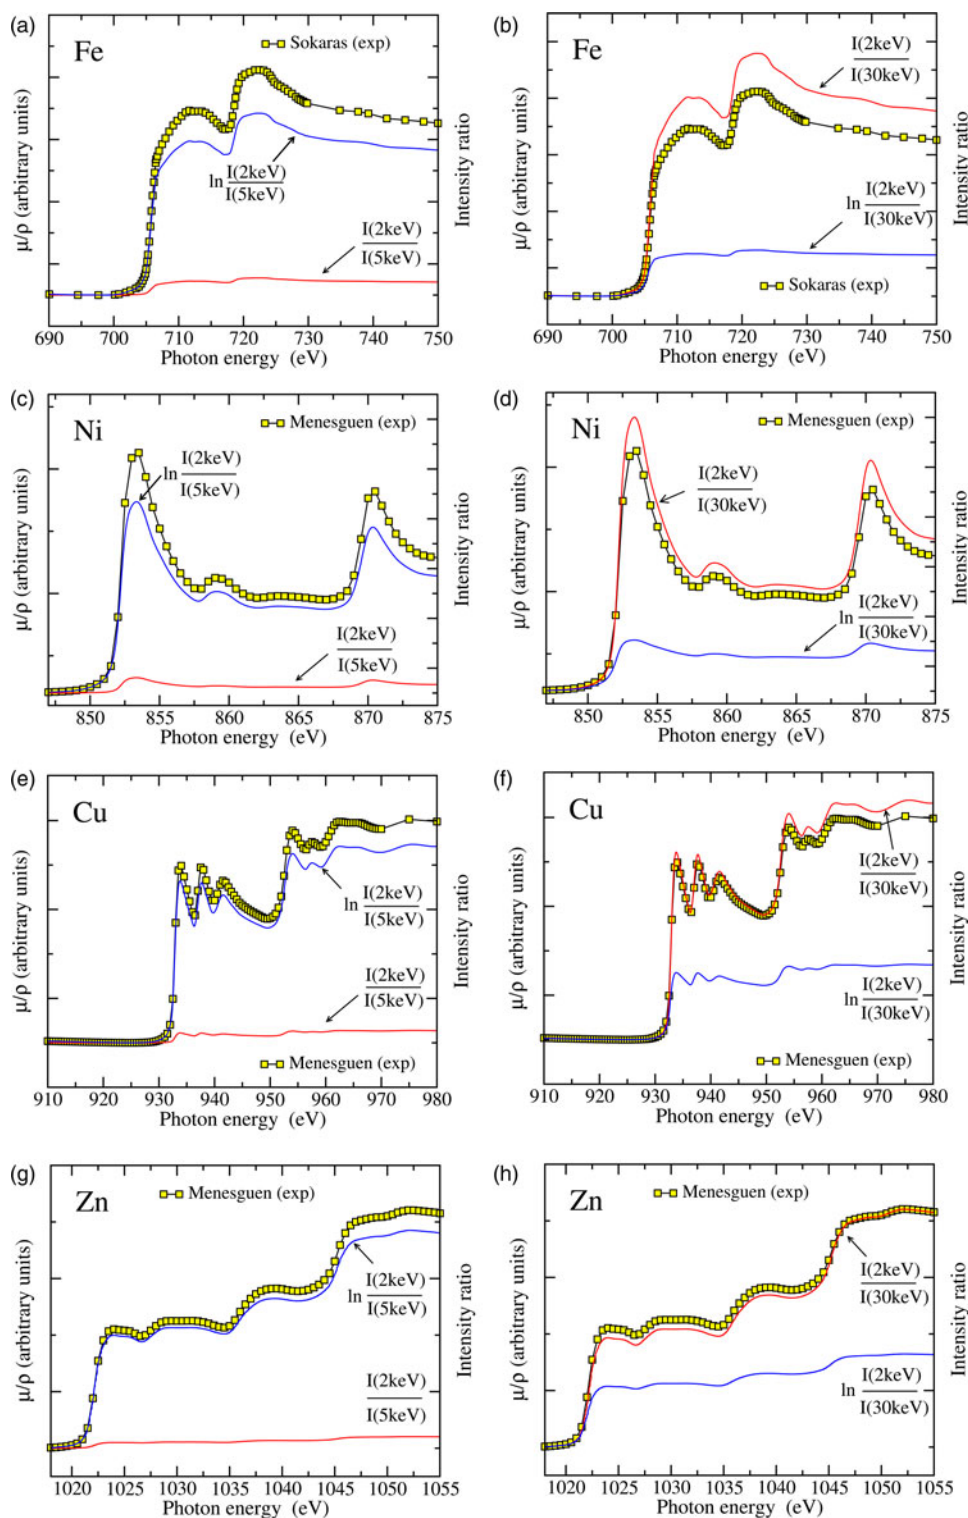 (a)
Fe
Sokaras (exp)
ln I(2keV)
I(5keV)
I(2keV)
I(5keV)
μ/ρ (arbitrary units)
Intensity ratio
690 700 710 720 730 740 750
Photon energy (eV)
(b)
Fe
I(2keV)
I(30keV)
ln I(2keV)
I(30keV)
Sokaras (exp)
μ/ρ (arbitrary units)
Intensity ratio
690 700 710 720 730 740 750
Photon energy (eV)
(c)
Ni
Menesguen (exp)
ln I(2keV)
I(5keV)
I(2keV)
I(5keV)
μ/ρ (arbitrary units)
Intensity ratio
850 855 860 865 870 875
Photon energy (eV)
(d)
Ni
Menesguen (exp)
I(2keV)
I(30keV)
ln I(2keV)
I(30keV)
μ/ρ (arbitrary units)
Intensity ratio
850 855 860 865 870 875
Photon energy (eV)
(e)
Cu
ln I(2keV)
I(5keV)
I(2keV)
I(5keV)
Menesguen (exp)
μ/ρ (arbitrary units)
Intensity ratio
910 920 930 940 950 960 970 980
Photon energy (eV)
(f)
Cu
I(2keV)
I(30keV)
ln I(2keV)
I(30keV)
Menesguen (exp)
μ/ρ (arbitrary units)
Intensity ratio
910 920 930 940 950 960 970 980
Photon energy (eV)
(g)
Zn
Menesguen (exp)
ln I(2keV)
I(5keV)
I(2keV)
I(5keV)
μ/ρ (arbitrary units)
Intensity ratio
1020 1025 1030 1035 1040 1045 1050 1055
Photon energy (eV)
(h)
Zn
Menesguen (exp)
I(2keV)
I(30keV)
ln I(2keV)
I(30keV)
μ/ρ (arbitrary units)
Intensity ratio
1020 1025 1030 1035 1040 1045 1050 1055
Photon energy (eV)